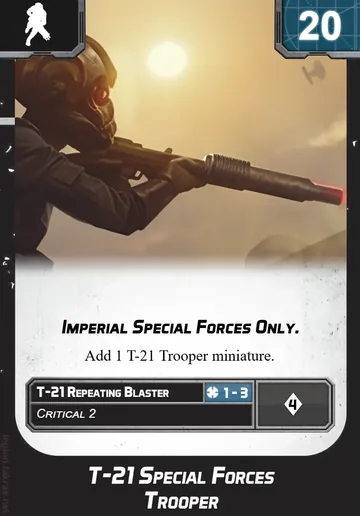 20
IMPERIAL SPECIAL FORCES ONLY.
Add 1 T-21 Trooper miniature.
T-21 REPEATING BLASTER 1 - 3
4
CRITICAL 2
T-21 SPECIAL FORCES
TROOPER